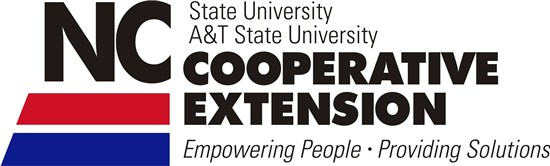 NC State University
A&T State University
COOPERATIVE
EXTENSION
Empowering People • Providing Solutions